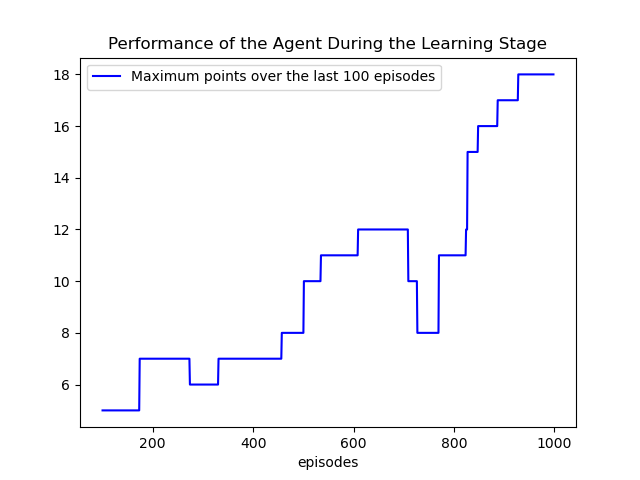 Performance of the Agent During the Learning Stage
Maximum points over the last 100 episodes
18
16
14
12
10
8
6
200 400 600 800 1000
episodes